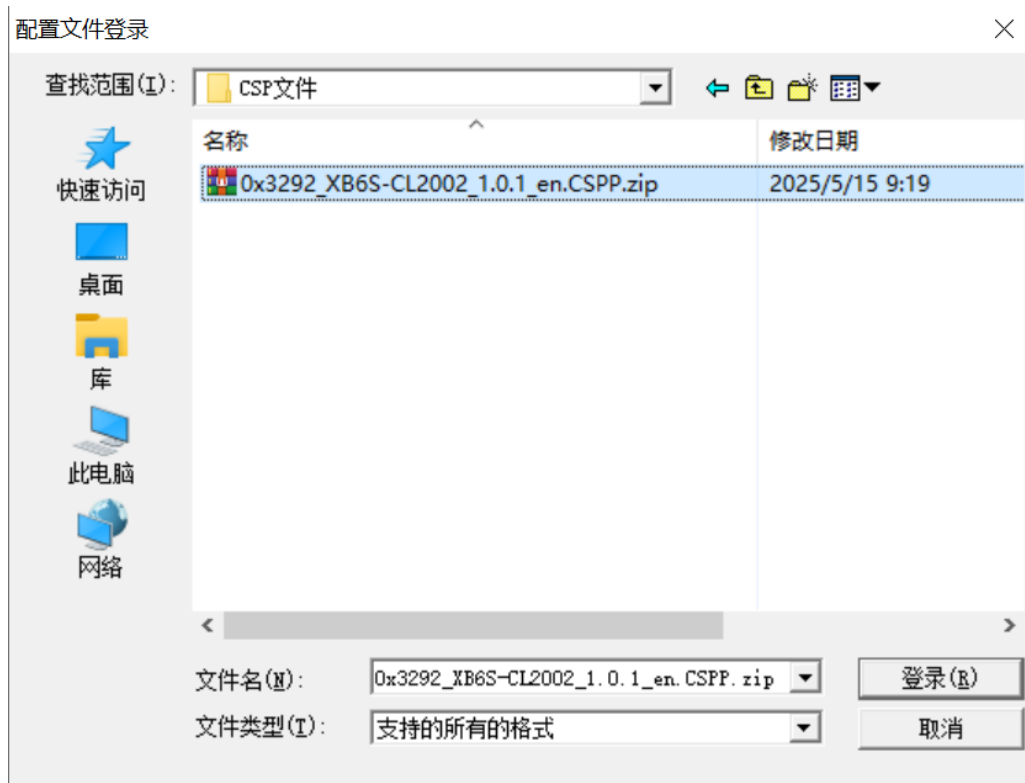 配置文件登录
查找范围(I):
CSP文件
快速访问
桌面
库
此电脑
网络
名称
修改日期
0x3292_XB6S-CL2002_1.0.1_en.CSPP.zip
2025/5/15 9:19
文件名(N):
0x3292_XB6S-CL2002_1.0.1_en.CSPP.zip
登录(R)
文件类型(T):
支持的所有的格式
取消